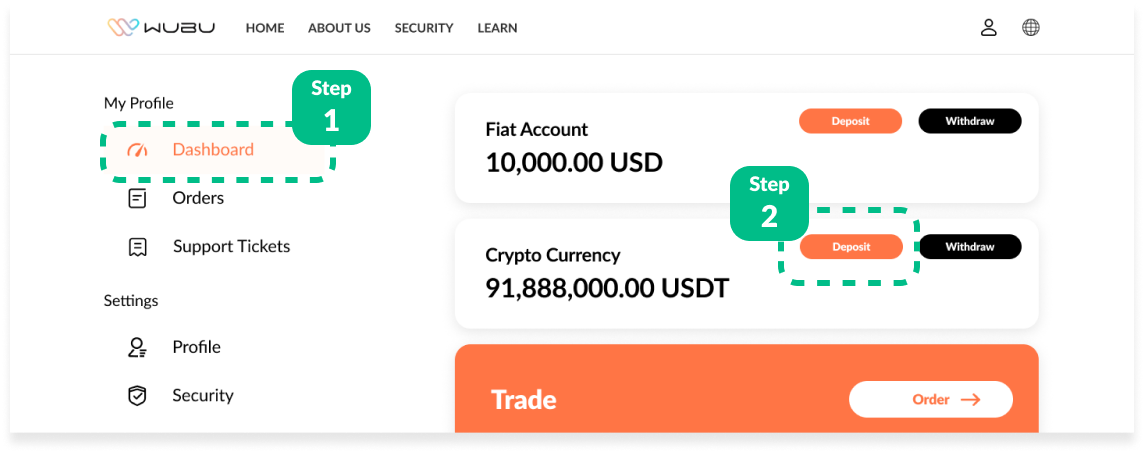 WUBU HOME ABOUT US SECURITY LEARN
My Profile
Step
1
Dashboard
Orders
Support Tickets
Settings
Profile
Security
Fiat Account
Deposit Withdraw
10,000.00 USD
Step
2
Crypto Currency
Deposit Withdraw
91,888,000.00 USDT
Trade
Order